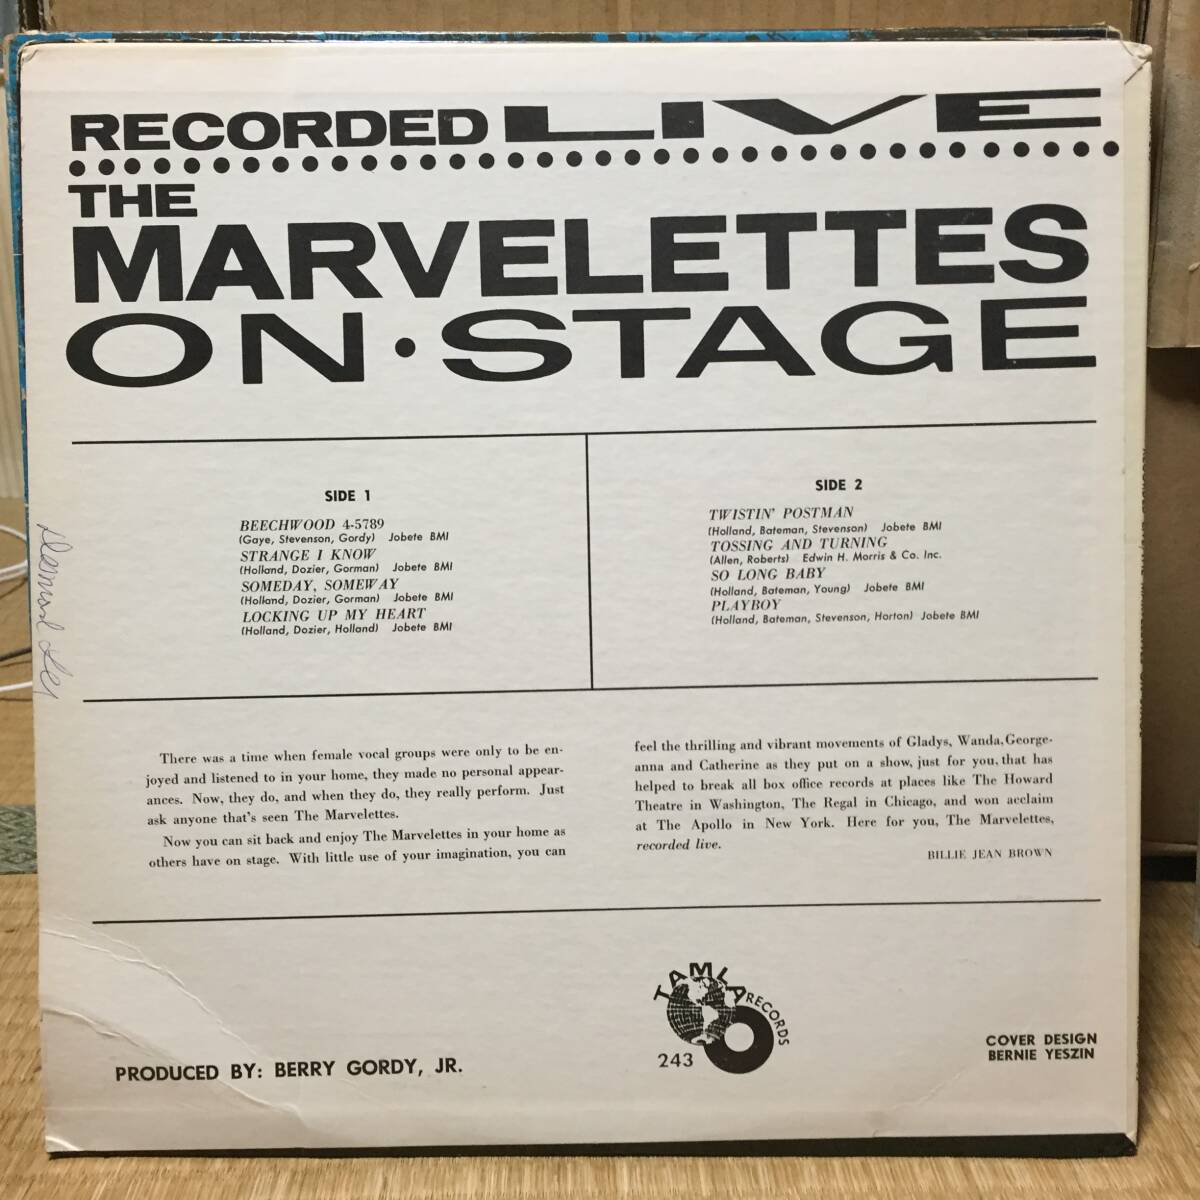 RECORDED LIVE
THE
MARVELETTES
ON·STAGE
SIDE 1
BEECHWOOD 4-5789
(Gaye, Stevenson, Gordy) Jobete BMI
STRANGE I KNOW
(Holland, Dozier, Gorman) Jobete BMI
SOMEDAY, SOMEWAY
(Holland, Dozier, Gorman) Jobete BMI
LOCKING UP MY HEART
(Holland, Dozier, Holland) Jobete BMI
SIDE 2
TWISTIN' POSTMAN
(Holland, Bateman, Stevenson) Jobete BMI
TOSSING AND TURNING
(Allen, Roberts) Edwin H. Morris & Co. Inc.
SO LONG BABY
(Holland, Bateman, Young) Jobete BMI
PLAYBOY
(Holland, Bateman, Stevenson, Horton) Jobete BMI
There was a time when female vocal groups were only to be en-
joyed and listened to in your home, they made no personal appear-
ances. Now, they do, and when they do, they really perform. Just
ask anyone that's seen The Marvelettes.
Now you can sit back and enjoy The Marvelettes in your home as
others have on stage. With little use of your imagination, you can
feel the thrilling and vibrant movements of Gladys, Wanda, George-
anna and Catherine as they put on a show, just for you, that has
helped to break all box office records at places like The Howard
Theatre in Washington, The Regal in Chicago, and won acclaim
at The Apollo in New York. Here for you, The Marvelettes,
recorded live.
BILLIE JEAN BROWN
PRODUCED BY: BERRY GORDY, JR.
TAMLA
RECORDS
243
COVER DESIGN
BERNIE YESZIN